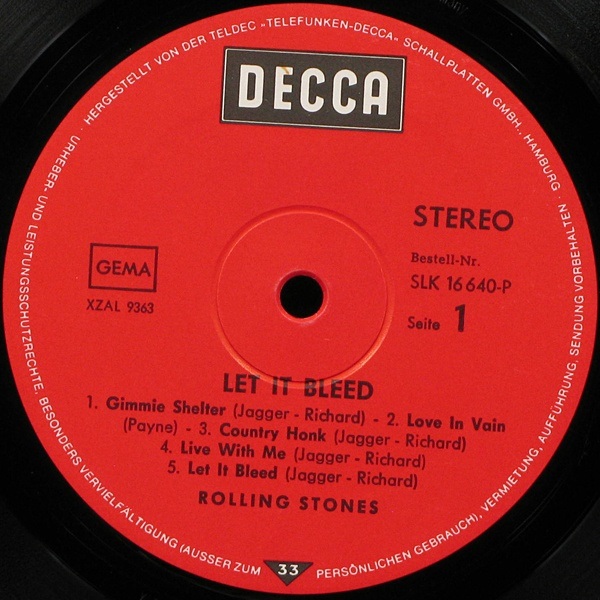 · HERGESTELLT VON DER TELDEC »TELEFUNKEN-DECCA« SCHALLPLATTEN GMBH., HAMBURG ·
DECCA
STEREO
GEMA
XZAL 9363
Bestell-Nr.
SLK 16 640-P
Seite 1
LET IT BLEED
1. Gimmie Shelter (Jagger - Richard) - 2. Love In Vain
(Payne) - 3. Country Honk (Jagger - Richard)
4. Live With Me (Jagger - Richard)
5. Let It Bleed (Jagger - Richard)
ROLLING STONES
33
URHEBER- UND LEISTUNGSSCHUTZRECHTE, BESONDERS VERVIELFÄLTIGUNG (AUSSER ZUM PERSÖNLICHEN GEBRAUCH), VERMIETUNG, AUFFÜHRUNG, SENDUNG VORBEHALTEN